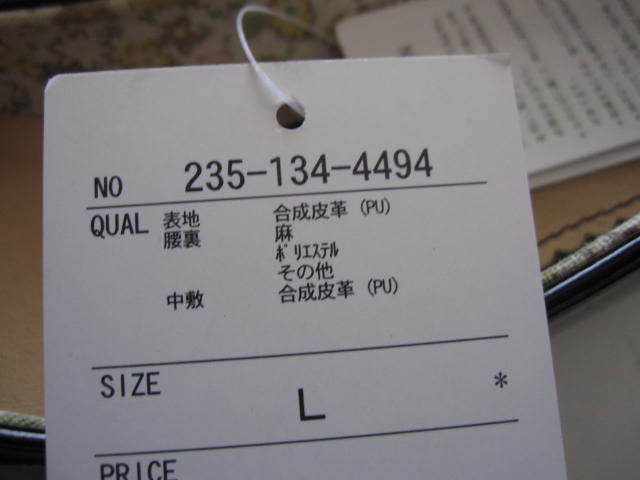 NO 235-134-4494
QUAL 表地 合成皮革 (PU)
腰裏 麻
ﾎﾟﾘｴｽﾃﾙ
その他
中敷 合成皮革 (PU)
SIZE
L *
PRICE